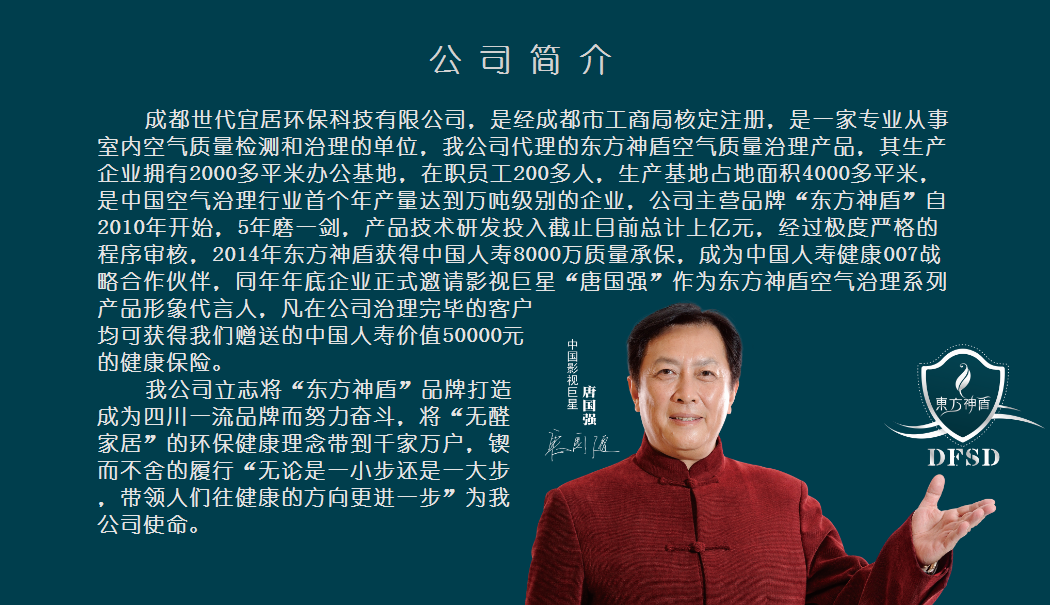 公司简介
成都世代宜居环保科技有限公司，是经成都市工商局核定注册，是一家专业从事
室内空气质量检测和治理的单位，我公司代理的东方神盾空气质量治理产品，其生产
企业拥有2000多平米办公基地，在职员工200多人，生产基地占地面积4000多平米，
是中国空气治理行业首个年产量达到万吨级别的企业，公司主营品牌“东方神盾”自
2010年开始，5年磨一剑，产品技术研发投入截止目前总计上亿元，经过极度严格的
程序审核，2014年东方神盾获得中国人寿8000万质量承保，成为中国人寿健康007战
略合作伙伴，同年年底企业正式邀请影视巨星“唐国强”作为东方神盾空气治理系列
产品形象代言人，凡在公司治理完毕的客户
均可获得我们赠送的中国人寿价值50000元
的健康保险。
我公司立志将“东方神盾”品牌打造
成为四川一流品牌而努力奋斗，将“无醛
家居”的环保健康理念带到千家万户，锲
而不舍的履行“无论是一小步还是一大步
，带领人们往健康的方向更进一步”为我
公司使命。
中国影视巨星
唐国强
唐国强
東方神盾
DFSD